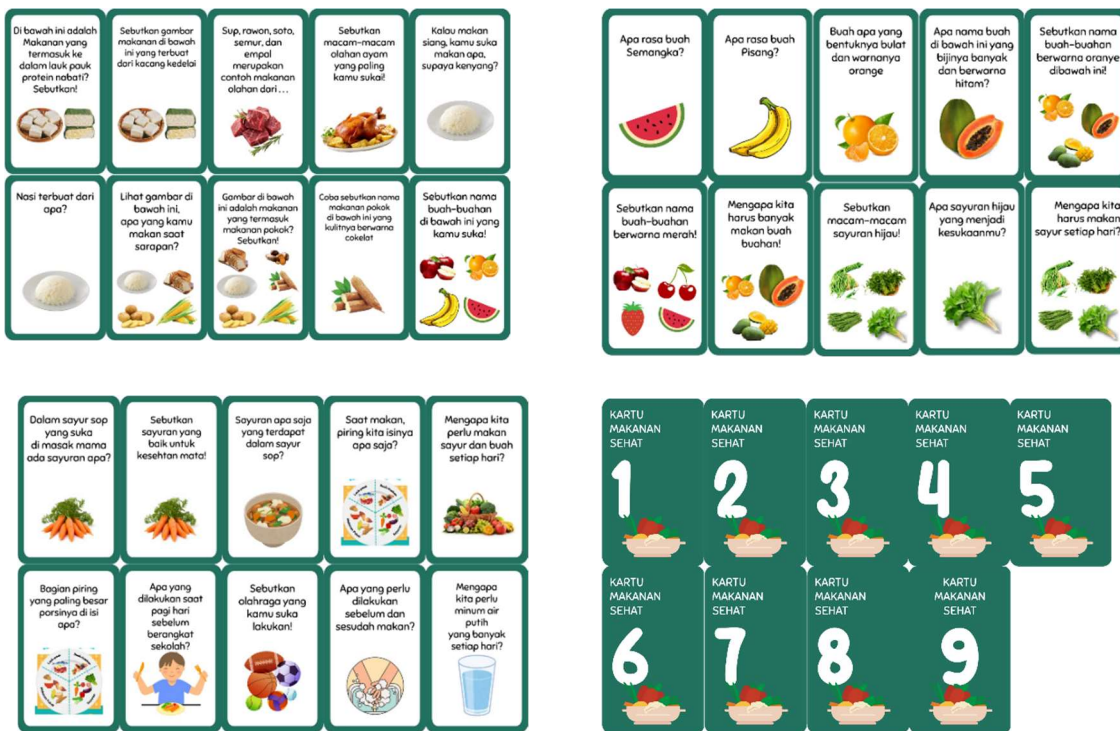 Di bawah ini adalah
Makanan yang
termasuk ke
dalam lauk pauk
protein nabati?
Sebutkan!
Sebutkan gambar
makanan di bawah
ini yang terbuat
dari kacang kedelai
Sup, rawon, soto,
semur, dan
empal
merupakan
contoh makanan
olahan dari...
Sebutkan
macam-macam
olahan ayam
yang paling
kamu sukai!
Kalau makan
siang, kamu suka
makan apa,
supaya kenyang?
Nasi terbuat dari
apa?
Lihat gambar di
bawah ini,
apa yang kamu
makan saat
sarapan?
Gambar di bawah
ini adalah makanan
yang termasuk
makanan pokok?
Sebutkan!
Coba sebutkan nama
makanan pokok
di bawah ini yang
kulitnya berwarna
cokelat
Sebutkan nama
buah-buahan
di bawah ini yang
kamu suka!
Apa rasa buah
Semangka?
Apa rasa buah
Pisang?
Buah apa yang
bentuknya bulat
dan warnanya
orange
Apa nama buah
di bawah ini yang
bijinya banyak
dan berwarna
hitam?
Sebutkan nama
buah-buahan
berwarna oranye
dibawah ini!
Sebutkan nama
buah-buahan
berwarna merah!
Mengapa kita
harus banyak
makan buah
buahan!
Sebutkan
macam-macam
sayuran hijau!
Apa sayuran hijau
yang menjadi
kesukaanmu?
Mengapa kita
harus makan
sayur setiap hari?
Dalam sayur sop
yang suka
di masak mama
ada sayuran apa?
Sebutkan
sayuran yang
baik untuk
kesehtan mata!
Sayuran apa saja
yang terdapat
dalam sayur
sop?
Saat makan,
piring kita isinya
apa saja?
Mengapa kita
perlu makan
sayur dan buah
setiap hari?
Bagian piring
yang paling besar
porsinya di isi
apa?
Apa yang
dilakukan saat
pagi hari
sebelum
berangkat
sekolah?
Sebutkan
olahraga yang
kamu suka
lakukan!
Apa yang perlu
dilakukan
sebelum dan
sesudah makan?
Mengapa
kita perlu
minum air
putih
yang banyak
setiap hari?
KARTU
MAKANAN
SEHAT
1
KARTU
MAKANAN
SEHAT
2
KARTU
MAKANAN
SEHAT
3
KARTU
MAKANAN
SEHAT
4
KARTU
MAKANAN
SEHAT
5
KARTU
MAKANAN
SEHAT
6
KARTU
MAKANAN
SEHAT
7
KARTU
MAKANAN
SEHAT
8
KARTU
MAKANAN
SEHAT
9